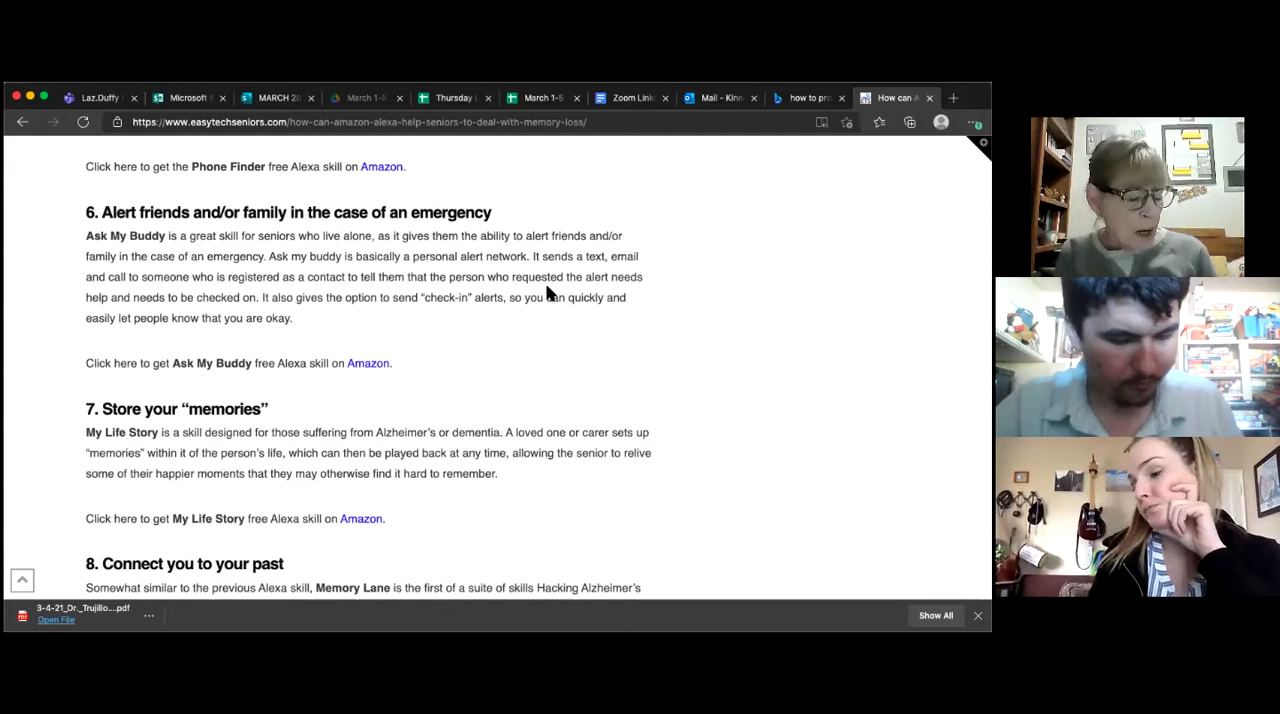 Laz.Duffy
Microsoft
MARCH 20
March 1-5
Thursday
March 1-5
Zoom Link
Mail - Kinn
how to pro
How can A
https://www.easytechseniors.com/how-can-amazon-alexa-help-seniors-to-deal-with-memory-loss/
Click here to get the Phone Finder free Alexa skill on Amazon.
6. Alert friends and/or family in the case of an emergency
Ask My Buddy is a great skill for seniors who live alone, as it gives them the ability to alert friends and/or
family in the case of an emergency. Ask my buddy is basically a personal alert network. It sends a text, email
and call to someone who is registered as a contact to tell them that the person who requested the alert needs
help and needs to be checked on. It also gives the option to send “check-in” alerts, so you can quickly and
easily let people know that you are okay.
Click here to get Ask My Buddy free Alexa skill on Amazon.
7. Store your “memories”
My Life Story is a skill designed for those suffering from Alzheimer’s or dementia. A loved one or carer sets up
“memories” within it of the person’s life, which can then be played back at any time, allowing the senior to relive
some of their happier moments that they may otherwise find it hard to remember.
Click here to get My Life Story free Alexa skill on Amazon.
8. Connect you to your past
Somewhat similar to the previous Alexa skill, Memory Lane is the first of a suite of skills Hacking Alzheimer’s
3-4-21_Dr._Trujillo....pdf
Open File
Show All